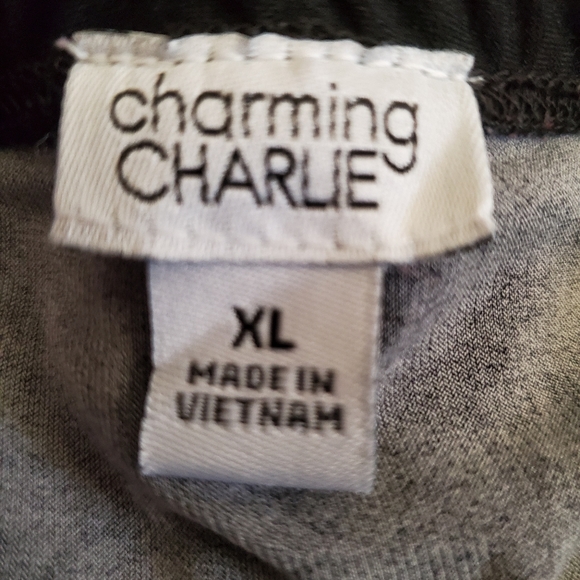 charming
CHARLIE
XL
MADE IN
VIETNAM